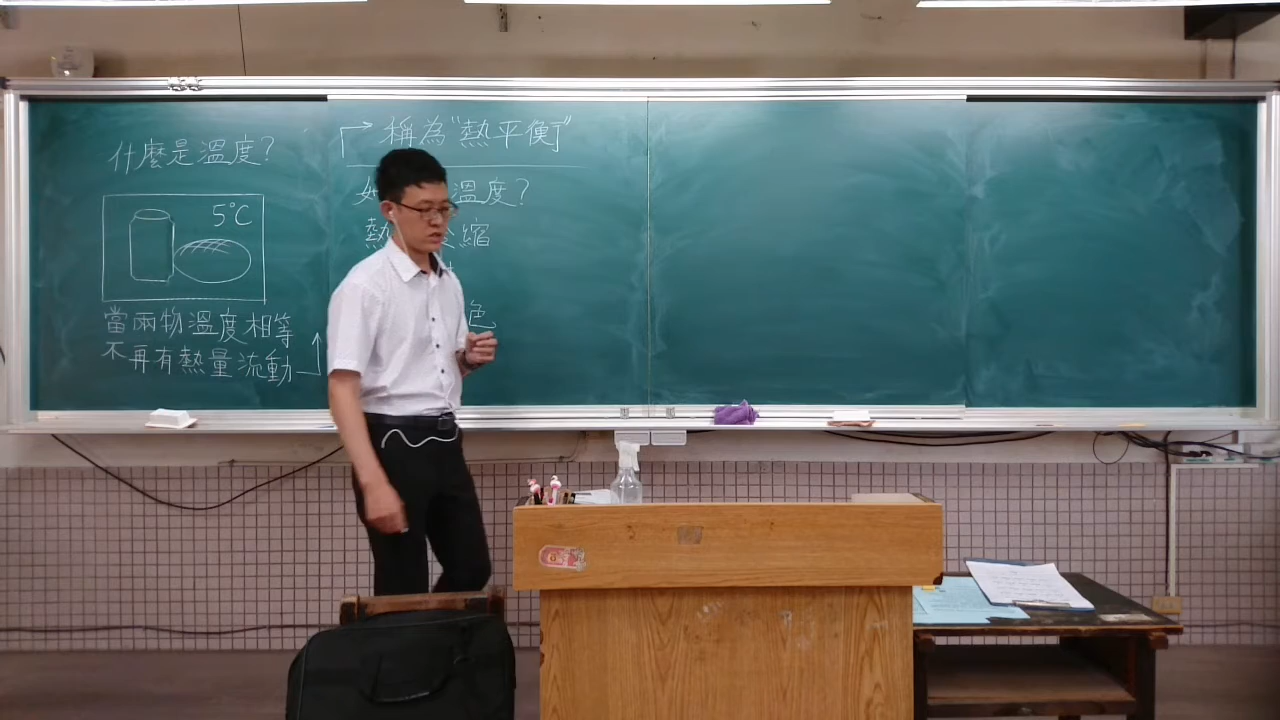 什麼是溫度?
5°C
當兩物溫度相等
不再有熱量流動
稱為"熱平衡"
溫度?
熱 縮
色